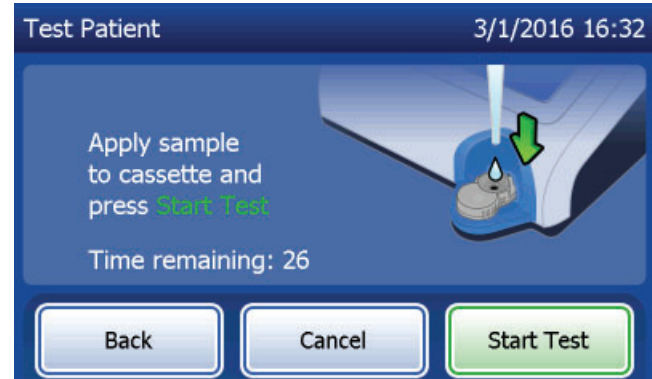 Test Patient 3/1/2016 16:32
Apply sample
to cassette and
press Start Test
Time remaining: 26
Back Cancel Start Test